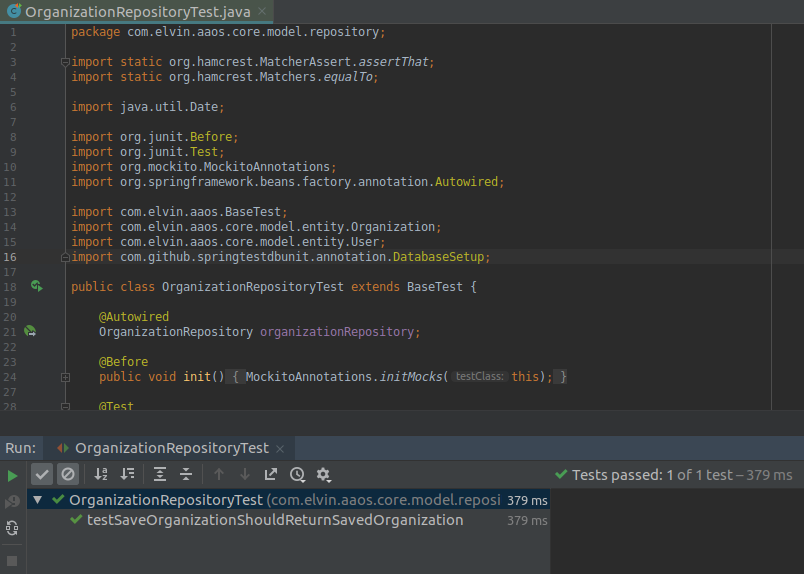 OrganizationRepositoryTest.java
1 package com.elvin.aaos.core.model.repository;
2
3 import static org.hamcrest.MatcherAssert.assertThat;
4 import static org.hamcrest.Matchers.equalTo;
5
6 import java.util.Date;
7
8 import org.junit.Before;
9 import org.junit.Test;
10 import org.mockito.MockitoAnnotations;
11 import org.springframework.beans.factory.annotation.Autowired;
12
13 import com.elvin.aaos.BaseTest;
14 import com.elvin.aaos.core.model.entity.Organization;
15 import com.elvin.aaos.core.model.entity.User;
16 import com.github.springtestdbunit.annotation.DatabaseSetup;
17
18 public class OrganizationRepositoryTest extends BaseTest {
19
20 @Autowired
21 OrganizationRepository organizationRepository;
22
23 @Before
24 public void init() { MockitoAnnotations.initMocks( testClass: this); }
27
28 @Test
Run: OrganizationRepositoryTest
Tests passed: 1 of 1 test – 379 ms
OrganizationRepositoryTest (com.elvin.aaos.core.model.reposi 379 ms
testSaveOrganizationShouldReturnSavedOrganization 379 ms